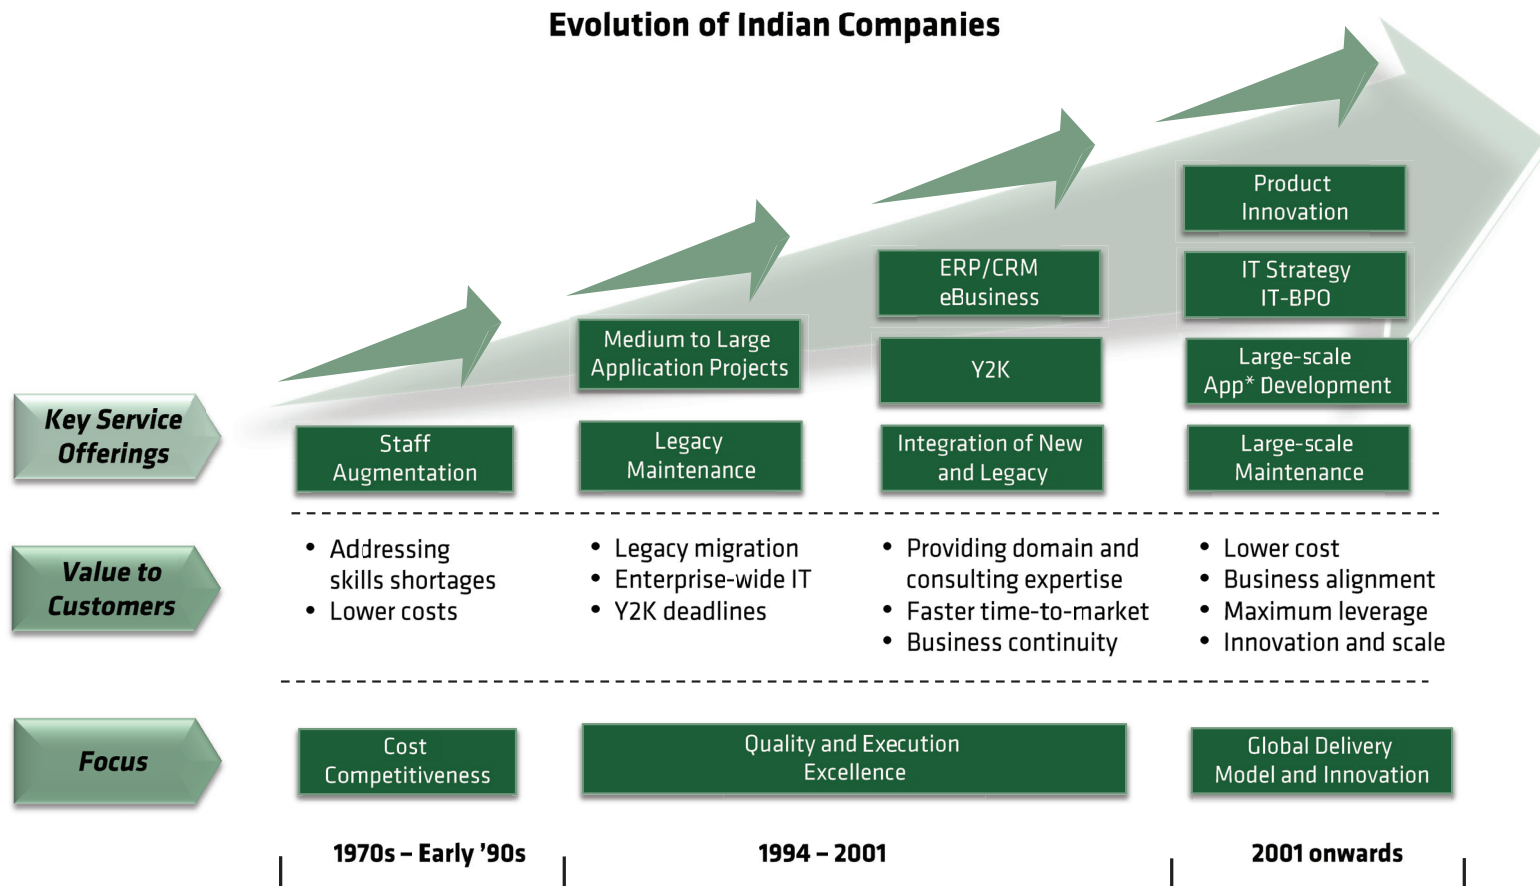 Evolution of Indian Companies
Key Service
Offerings
Staff
Augmentation
Medium to Large
Application Projects
Legacy
Maintenance
ERP/CRM
eBusiness
Y2K
Integration of New
and Legacy
Product
Innovation
IT Strategy
IT-BPO
Large-scale
App* Development
Large-scale
Maintenance
Value to
Customers
• Addressing
skills shortages
• Lower costs
• Legacy migration
• Enterprise-wide IT
• Y2K deadlines
• Providing domain and
consulting expertise
• Faster time-to-market
• Business continuity
• Lower cost
• Business alignment
• Maximum leverage
• Innovation and scale
Focus
Cost
Competitiveness
Quality and Execution
Excellence
Global Delivery
Model and Innovation
1970s – Early ’90s
1994 – 2001
2001 onwards